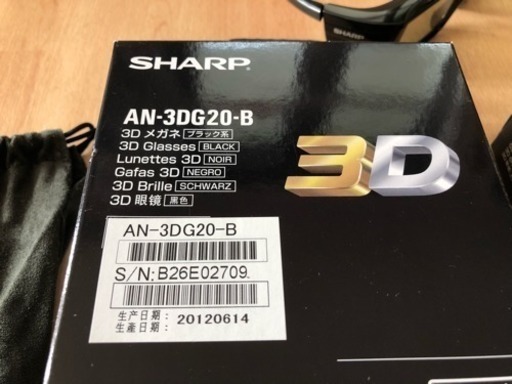 SHARP
SHARP
AN-3DG20-B
3D メガネ ブラック系
3D Glasses BLACK
Lunettes 3D NOIR
Gafas 3D NEGRO
3D Brille SCHWARZ
3D 眼镜 黑色
3D
AN-3DG20-B
S/N: B26E02709
生产日期: 20120614
生產日期: